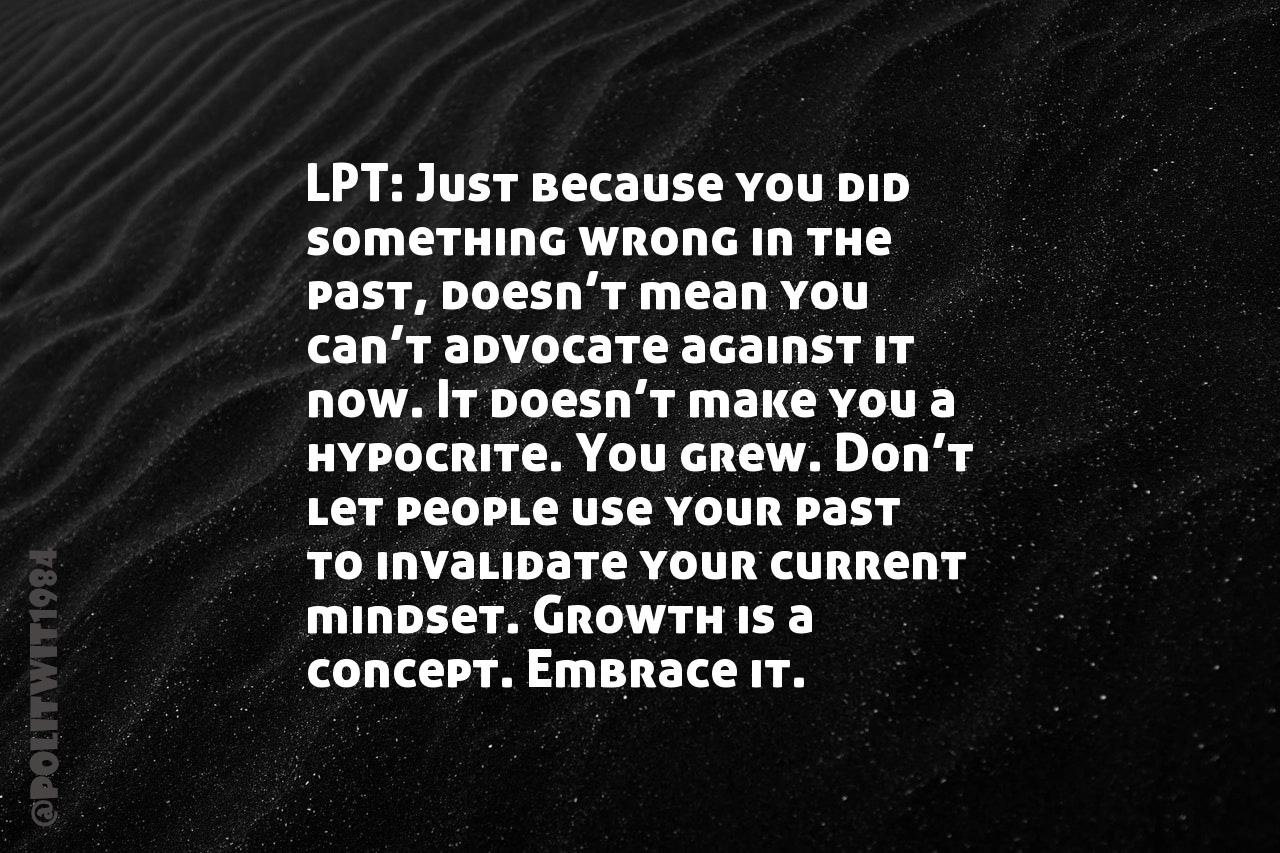 LPT: Just because you did
something wrong in the
past, doesn't mean you
can't advocate against it
now. It doesn't make you a
hypocrite. You grew. Don't
let people use your past
to invalidate your current
mindset. Growth is a
concept. Embrace it.
@POLITWIT1984